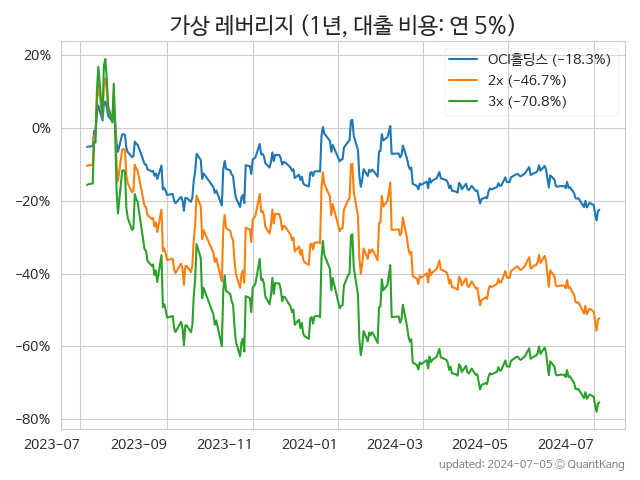 가상 레버리지 (1년, 대출 비용: 연 5%)
OCI홀딩스 (−18.3%)
2x (−46.7%)
3x (−70.8%)
20%
0%
−20%
−40%
−60%
−80%
2023-07 2023-09 2023-11 2024-01 2024-03 2024-05 2024-07
updated: 2024-07-05 © QuantKang